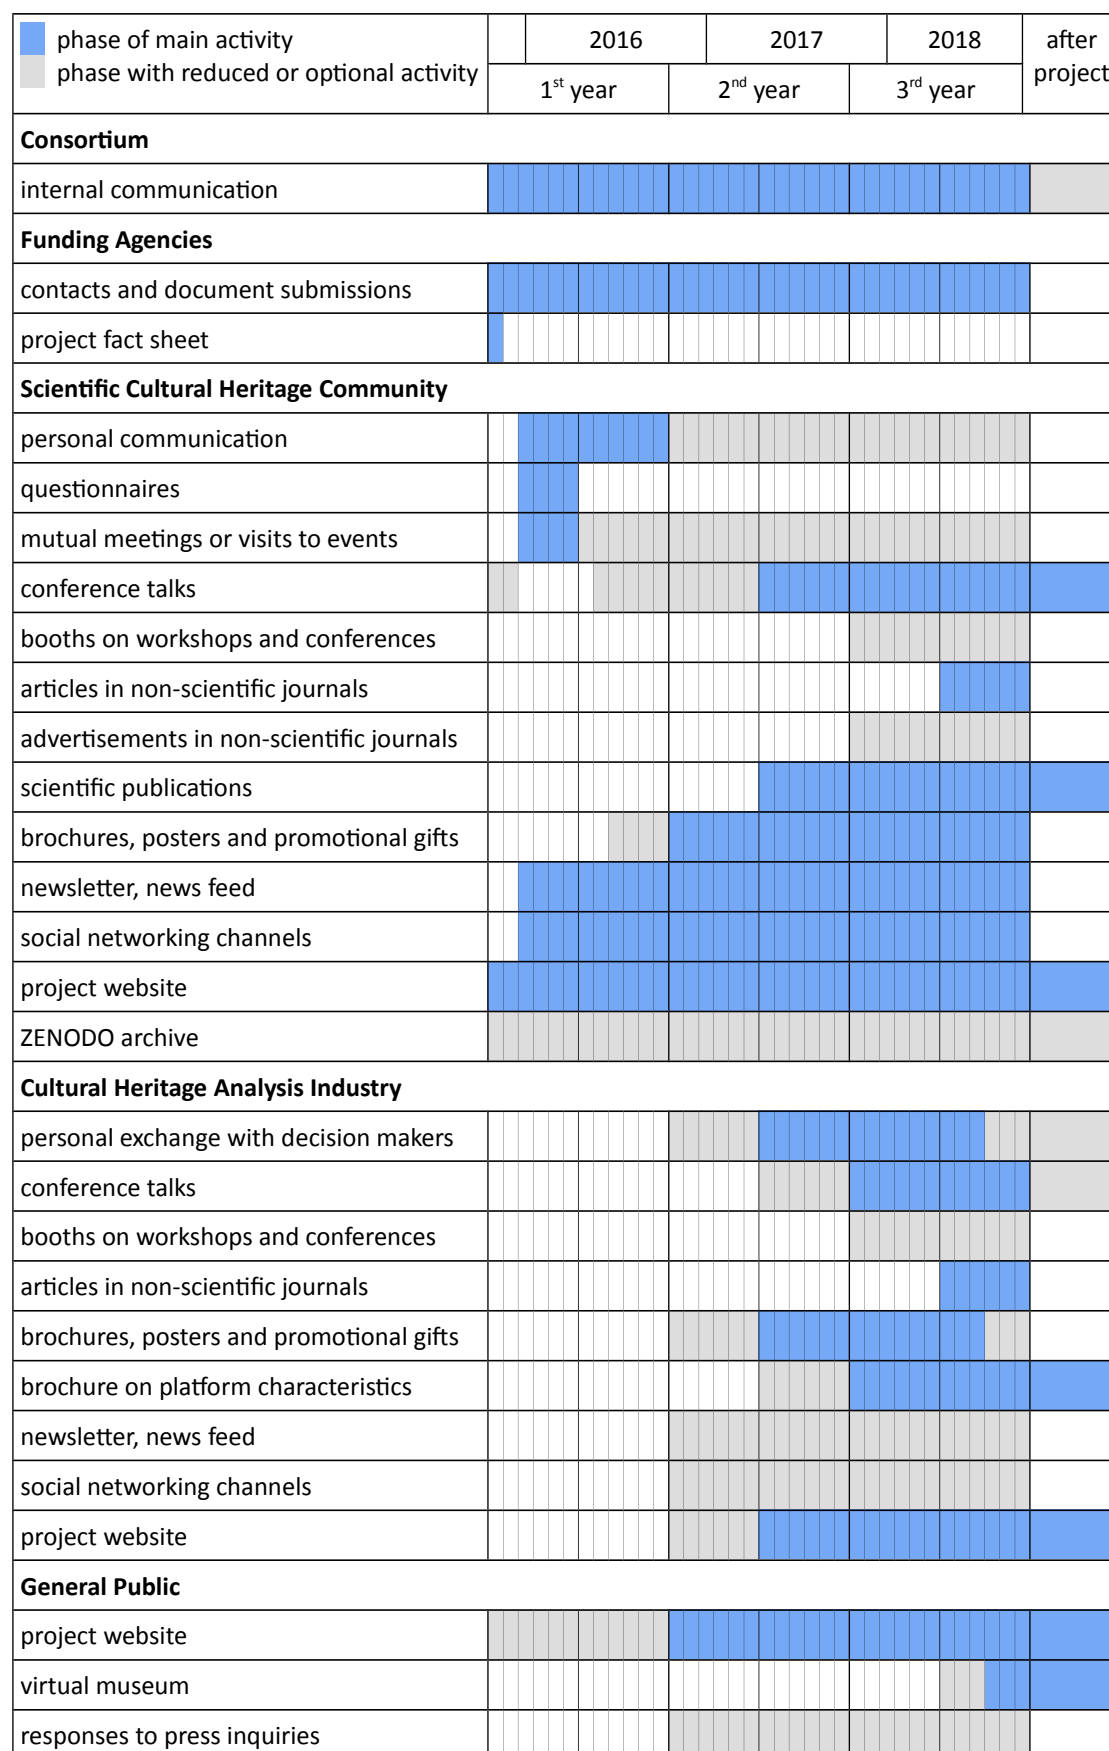 phase of main activity
phase with reduced or optional activity
2016 2017 2018 after project
1st year 2nd year 3rd year
Consortium
internal communication
Funding Agencies
contacts and document submissions
project fact sheet
Scientific Cultural Heritage Community
personal communication
questionnaires
mutual meetings or visits to events
conference talks
booths on workshops and conferences
articles in non-scientific journals
advertisements in non-scientific journals
scientific publications
brochures, posters and promotional gifts
newsletter, news feed
social networking channels
project website
ZENODO archive
Cultural Heritage Analysis Industry
personal exchange with decision makers
conference talks
booths on workshops and conferences
articles in non-scientific journals
brochures, posters and promotional gifts
brochure on platform characteristics
newsletter, news feed
social networking channels
project website
General Public
project website
virtual museum
responses to press inquiries